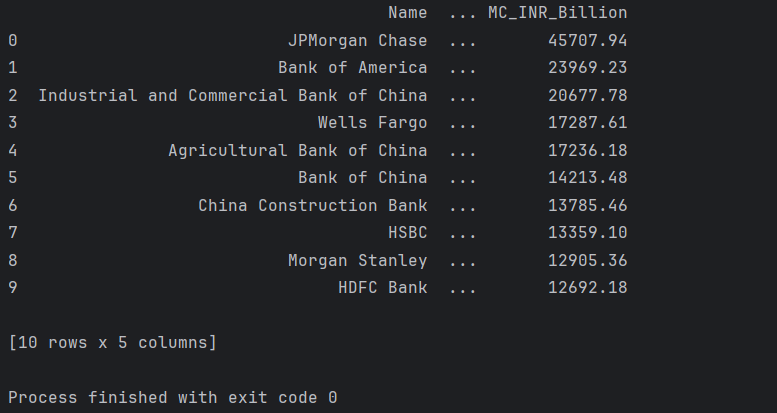 Name ... MC_INR_Billion
0 JPMorgan Chase ... 45707.94
1 Bank of America ... 23969.23
2 Industrial and Commercial Bank of China ... 20677.78
3 Wells Fargo ... 17287.61
4 Agricultural Bank of China ... 17236.18
5 Bank of China ... 14213.48
6 China Construction Bank ... 13785.46
7 HSBC ... 13359.10
8 Morgan Stanley ... 12905.36
9 HDFC Bank ... 12692.18
[10 rows x 5 columns]
Process finished with exit code 0